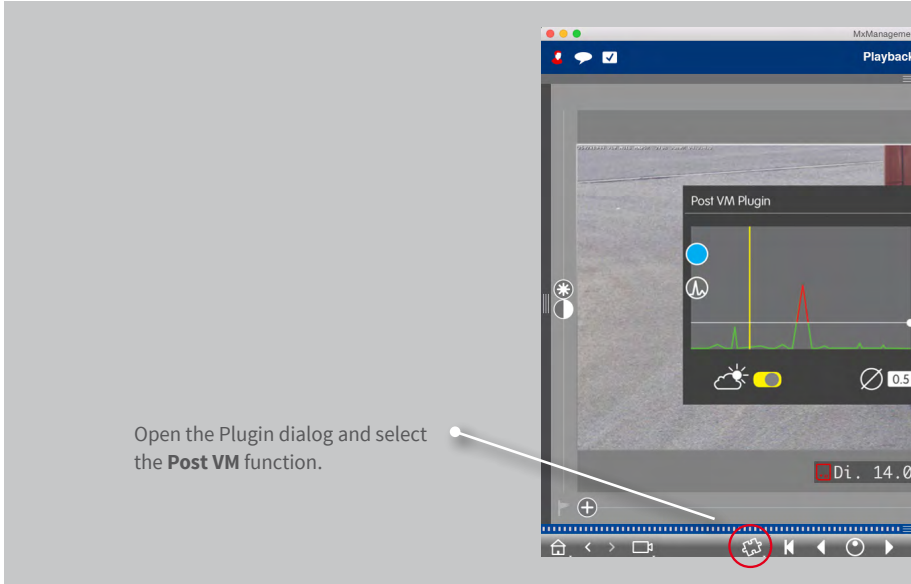 MxManageme
Playback
Post VM Plugin
0.5
Di. 14.0
Open the Plugin dialog and select
the Post VM function.